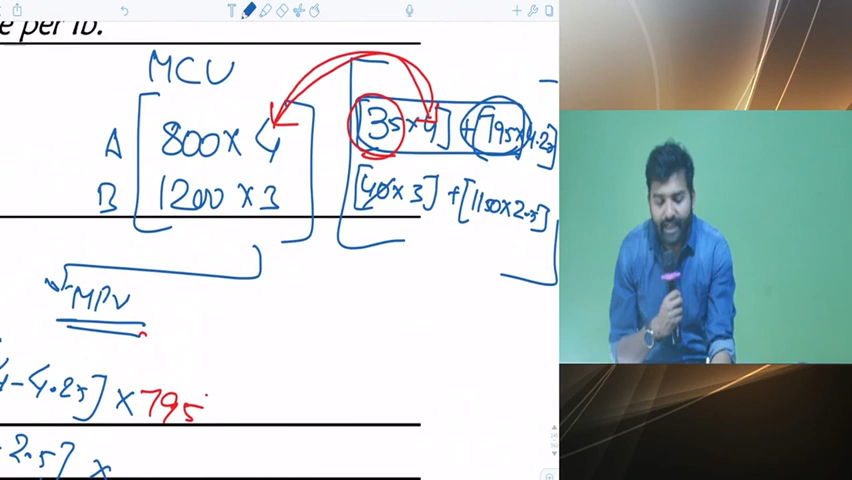 e per lb.
MCU
A [800 × 4 [35 × 4] + [795 × 4.25]
B 1200 × 3] [40 × 3] + [1150 × 2.5]
MPV
4 - 4.25] × 795
2.5] ×